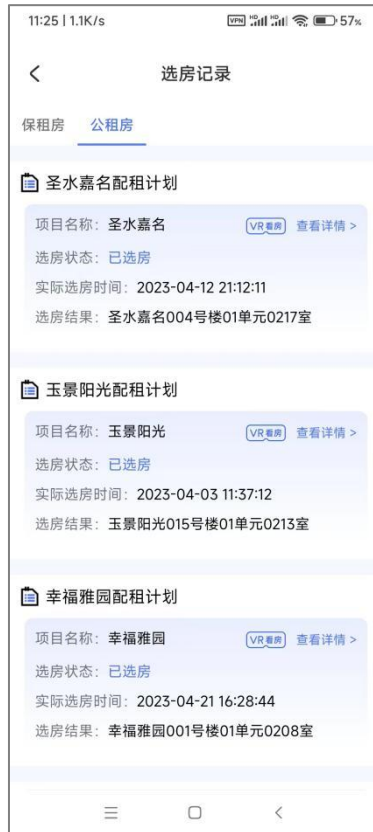 11:25 | 1.1K/s VPN HD HD 57%
选房记录
保租房 公租房
圣水嘉名配租计划
项目名称：圣水嘉名 VR看房 查看详情 >
选房状态：已选房
实际选房时间：2023-04-12 21:12:11
选房结果：圣水嘉名004号楼01单元0217室
玉景阳光配租计划
项目名称：玉景阳光 VR看房 查看详情 >
选房状态：已选房
实际选房时间：2023-04-03 11:37:12
选房结果：玉景阳光015号楼01单元0213室
幸福雅园配租计划
项目名称：幸福雅园 VR看房 查看详情 >
选房状态：已选房
实际选房时间：2023-04-21 16:28:44
选房结果：幸福雅园001号楼01单元0208室